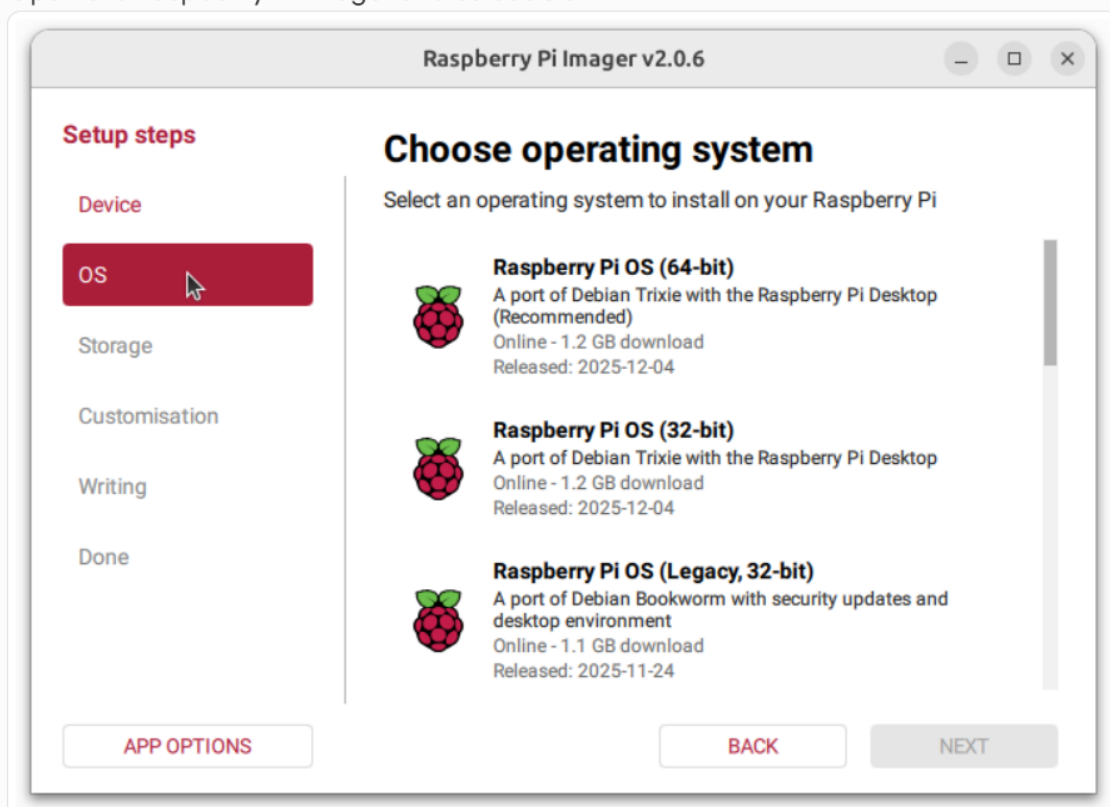 Raspberry Pi Imager v2.0.6
Setup steps
Device
OS
Storage
Customisation
Writing
Done
APP OPTIONS
Choose operating system
Select an operating system to install on your Raspberry Pi
Raspberry Pi OS (64-bit)
A port of Debian Trixie with the Raspberry Pi Desktop
(Recommended)
Online - 1.2 GB download
Released: 2025-12-04
Raspberry Pi OS (32-bit)
A port of Debian Trixie with the Raspberry Pi Desktop
Online - 1.2 GB download
Released: 2025-12-04
Raspberry Pi OS (Legacy, 32-bit)
A port of Debian Bookworm with security updates and
desktop environment
Online - 1.1 GB download
Released: 2025-11-24
BACK
NEXT